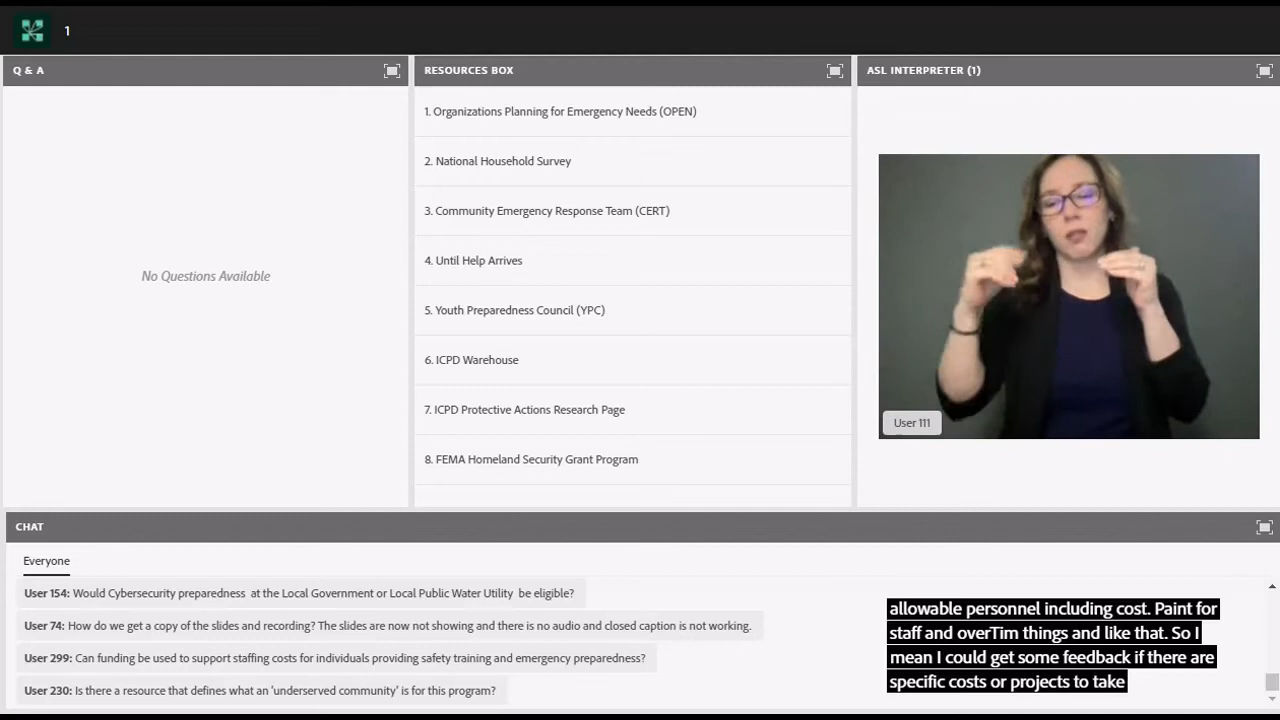 1
Q & A
No Questions Available
RESOURCES BOX
1. Organizations Planning for Emergency Needs (OPEN)
2. National Household Survey
3. Community Emergency Response Team (CERT)
4. Until Help Arrives
5. Youth Preparedness Council (YPC)
6. ICPD Warehouse
7. ICPD Protective Actions Research Page
8. FEMA Homeland Security Grant Program
ASL INTERPRETER (1)
User 111
CHAT
Everyone
User 154: Would Cybersecurity preparedness at the Local Government or Local Public Water Utility be eligible?
User 74: How do we get a copy of the slides and recording? The slides are now not showing and there is no audio and closed caption is not working.
User 299: Can funding be used to support staffing costs for individuals providing safety training and emergency preparedness?
User 230: Is there a resource that defines what an 'underserved community' is for this program?
allowable personnel including cost. Paint for
staff and overTim things and like that. So I
mean I could get some feedback if there are
specific costs or projects to take